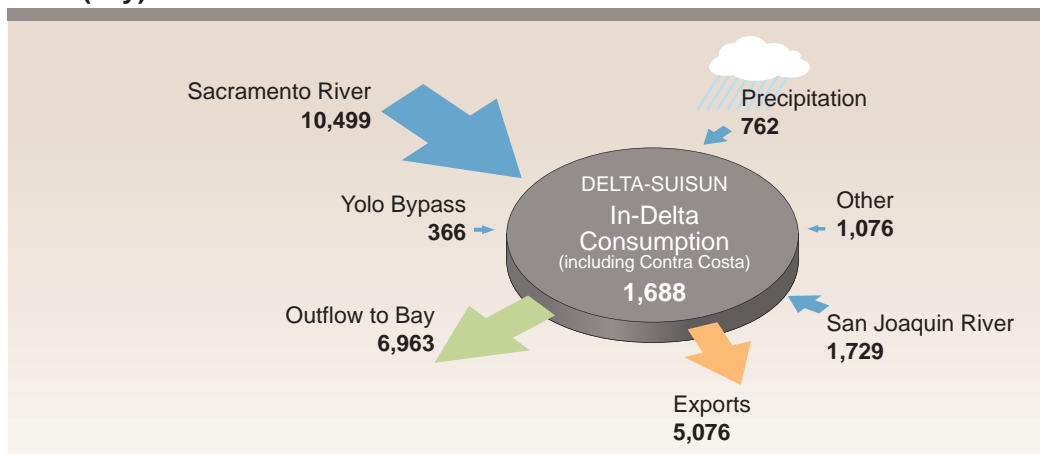 Sacramento River
10,499
Precipitation
762
Yolo Bypass
366
DELTA-SUISUN
In-Delta
Consumption
(including Contra Costa)
1,688
Other
1,076
Outflow to Bay
6,963
San Joaquin River
1,729
Exports
5,076